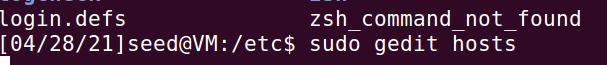 login.defs zsh_command_not_found
[04/28/21]seed@VM:/etc$ sudo gedit hosts